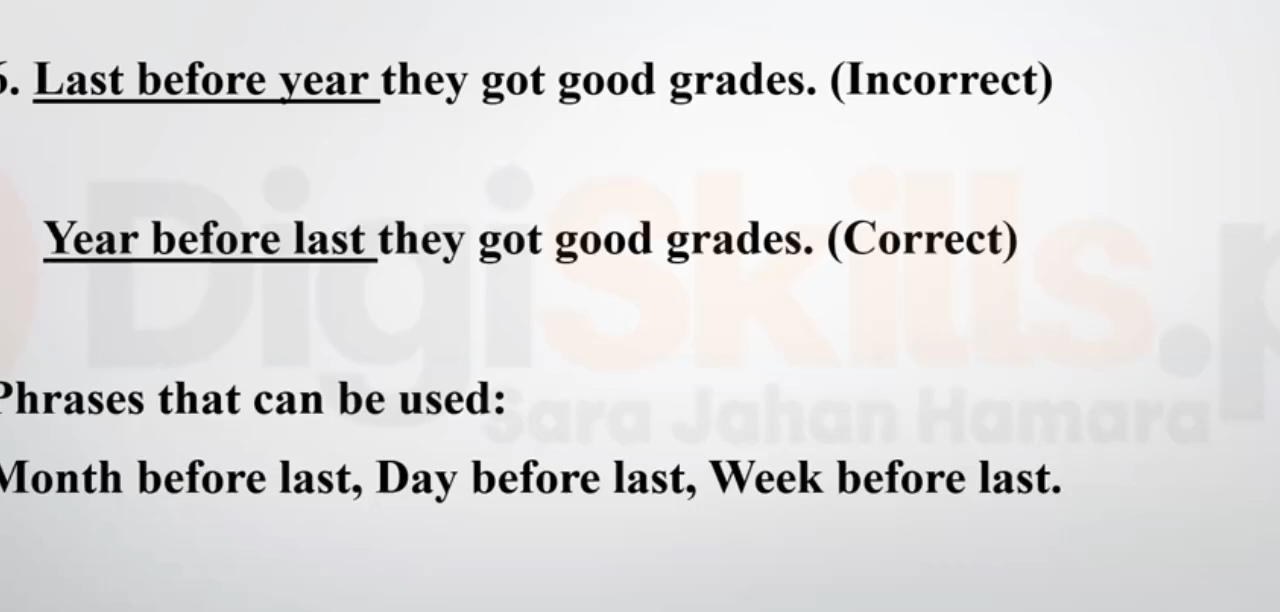 6. Last before year they got good grades. (Incorrect)
Year before last they got good grades. (Correct)
DigiSkills.p
Sara Jahan Hamara
Phrases that can be used:
Month before last, Day before last, Week before last.